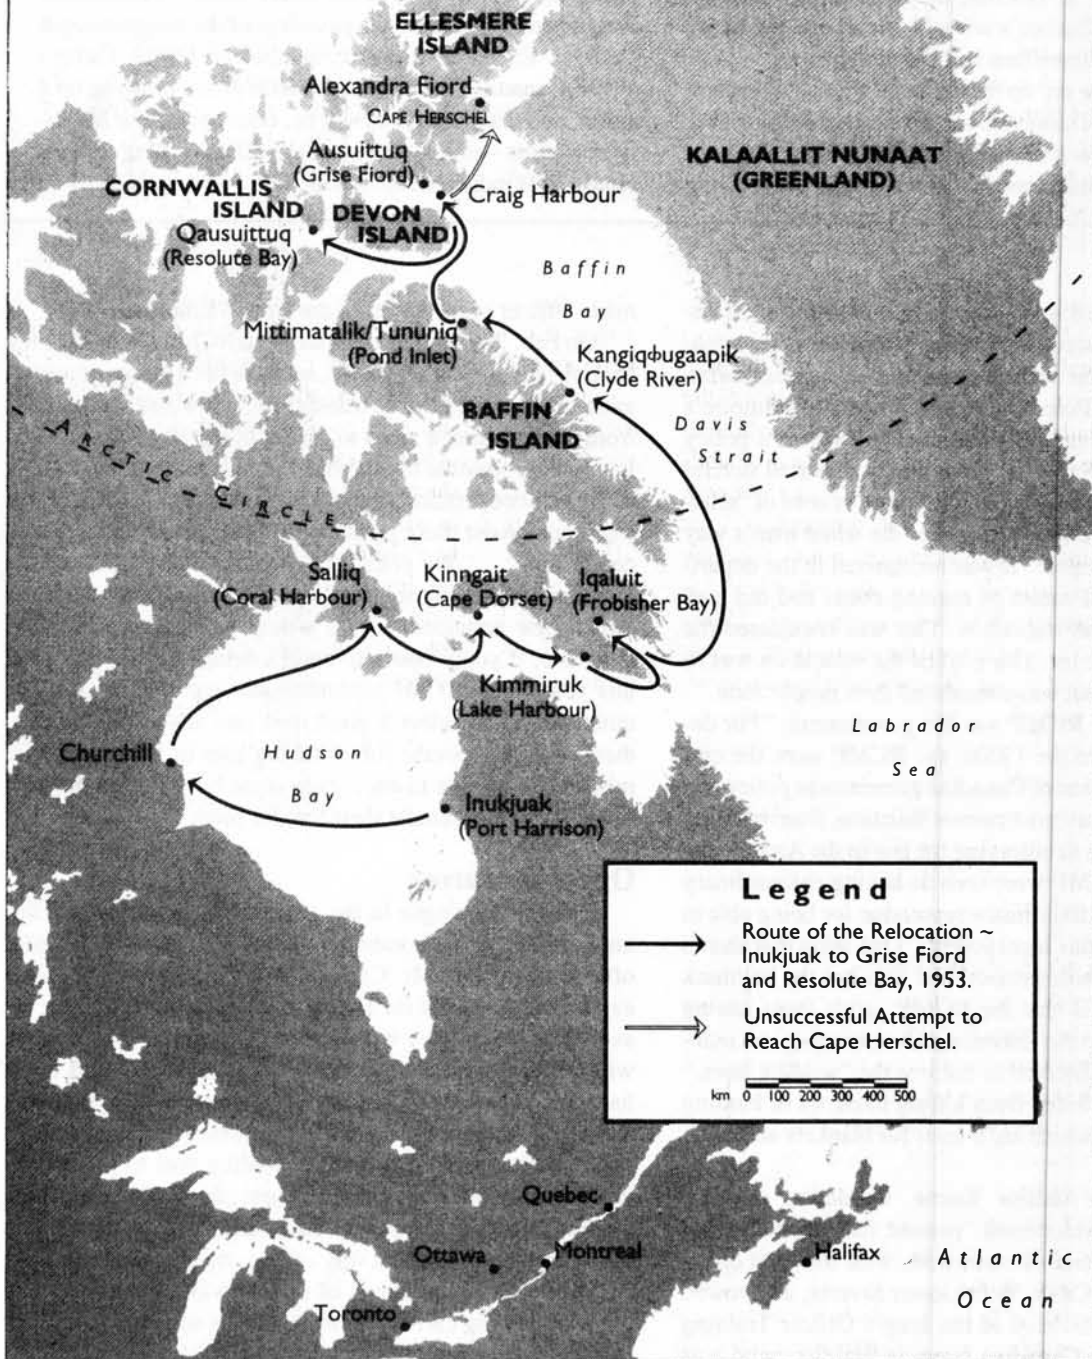 ELLESMERE
ISLAND
Alexandra Fiord
CAPE HERSCHEL
Ausuittuq
(Grise Fiord)
Craig Harbour
KALAALLIT NUNAAT
(GREENLAND)
CORNWALLIS
ISLAND
DEVON
ISLAND
Qausuittuq
(Resolute Bay)
Baffin
Bay
Mittimatalik/Tununiq
(Pond Inlet)
Kangiqɸugaapik
(Clyde River)
BAFFIN
ISLAND
Davis
Strait
ARCTIC CIRCLE
Salliq
(Coral Harbour)
Kinngait
(Cape Dorset)
Iqaluit
(Frobisher Bay)
Kimmiruk
(Lake Harbour)
Labrador
Sea
Churchill
Hudson
Bay
Inukjuak
(Port Harrison)
Legend
Route of the Relocation ~
Inukjuak to Grise Fiord
and Resolute Bay, 1953.
Unsuccessful Attempt to
Reach Cape Herschel.
km 0 100 200 300 400 500
Quebec
Ottawa
Montreal
Halifax
Toronto
Atlantic
Ocean